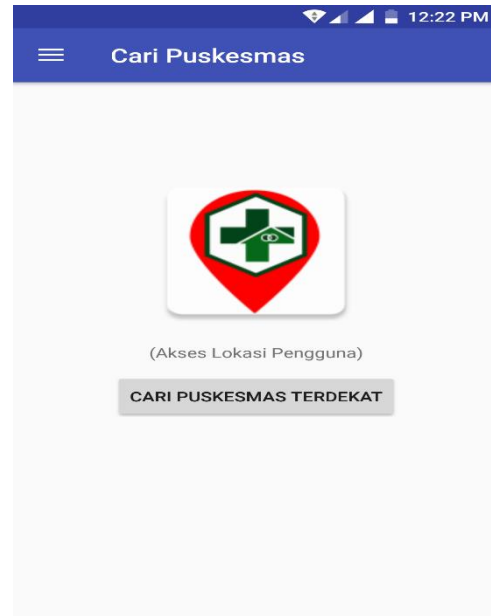 12:22 PM
Cari Puskesmas
(Akses Lokasi Pengguna)
CARI PUSKESMAS TERDEKAT